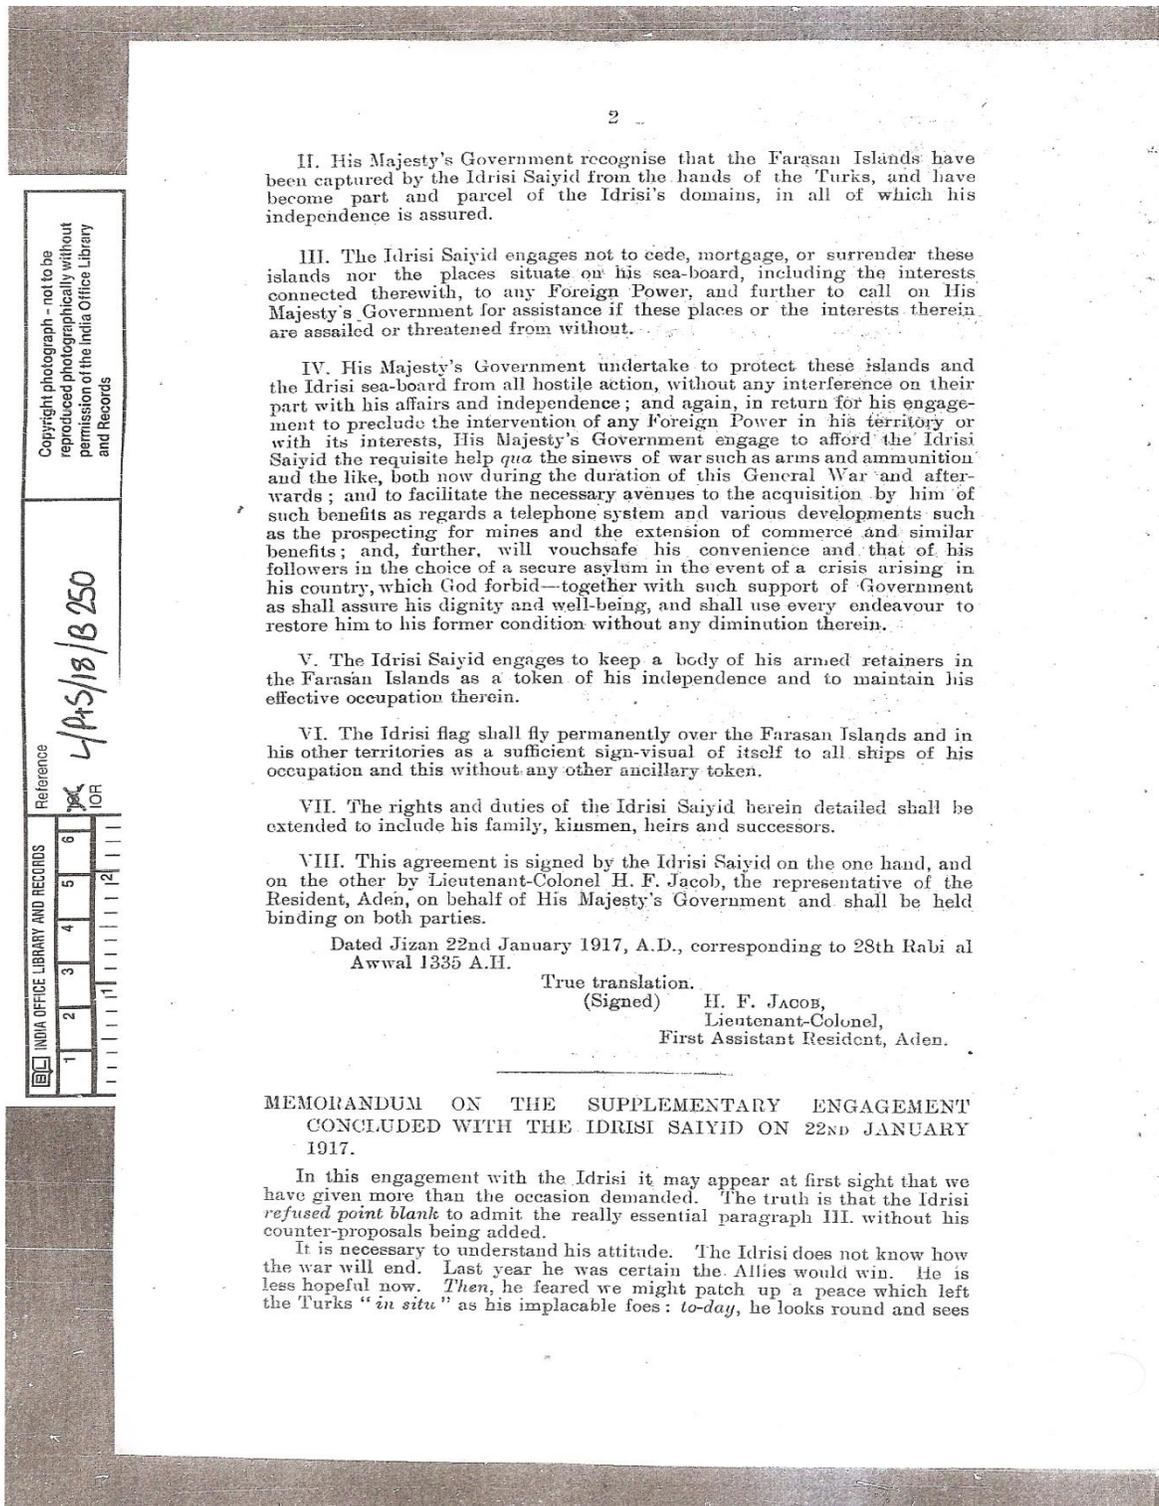 2
II. His Majesty's Government recognise that the Farasan Islands have
been captured by the Idrisi Saiyid from the hands of the Turks, and have
become part and parcel of the Idrisi's domains, in all of which his
independence is assured.
III. The Idrisi Saiyid engages not to cede, mortgage, or surrender these
islands nor the places situate on his sea-board, including the interests
connected therewith, to any Foreign Power, and further to call on His
Majesty's Government for assistance if these places or the interests therein
are assailed or threatened from without.
IV. His Majesty's Government undertake to protect these islands and
the Idrisi sea-board from all hostile action, without any interference on their
part with his affairs and independence; and again, in return for his engage-
ment to preclude the intervention of any Foreign Power in his territory or
with its interests, His Majesty's Government engage to afford the Idrisi
Saiyid the requisite help qua the sinews of war such as arms and ammunition
and the like, both now during the duration of this General War and after-
wards; and to facilitate the necessary avenues to the acquisition by him of
such benefits as regards a telephone system and various developments such
as the prospecting for mines and the extension of commerce and similar
benefits; and, further, will vouchsafe his convenience and that of his
followers in the choice of a secure asylum in the event of a crisis arising in
his country, which God forbid—together with such support of Government
as shall assure his dignity and well-being, and shall use every endeavour to
restore him to his former condition without any diminution therein.
V. The Idrisi Saiyid engages to keep a body of his armed retainers in
the Farasan Islands as a token of his independence and to maintain his
effective occupation therein.
VI. The Idrisi flag shall fly permanently over the Farasan Islands and in
his other territories as a sufficient sign-visual of itself to all ships of his
occupation and this without any other ancillary token.
VII. The rights and duties of the Idrisi Saiyid herein detailed shall be
extended to include his family, kinsmen, heirs and successors.
VIII. This agreement is signed by the Idrisi Saiyid on the one hand, and
on the other by Lieutenant-Colonel H. F. Jacob, the representative of the
Resident, Aden, on behalf of His Majesty's Government and shall be held
binding on both parties.
Dated Jizan 22nd January 1917, A.D., corresponding to 28th Rabi al
Awwal 1335 A.H.
True translation.
(Signed) H. F. JACOB,
Lieutenant-Colonel,
First Assistant Resident, Aden.
MEMORANDUM ON THE SUPPLEMENTARY ENGAGEMENT
CONCLUDED WITH THE IDRISI SAIYID ON 22ND JANUARY
1917.
In this engagement with the Idrisi it may appear at first sight that we
have given more than the occasion demanded. The truth is that the Idrisi
refused point blank to admit the really essential paragraph III. without his
counter-proposals being added.
It is necessary to understand his attitude. The Idrisi does not know how
the war will end. Last year he was certain the Allies would win. He is
less hopeful now. Then, he feared we might patch up a peace which left
the Turks "in situ" as his implacable foes: to-day, he looks round and sees
Copyright photograph - not to be
reproduced photographically without
permission of the India Office Library
and Records
Reference
IOR L/P+S/18/B250
BL INDIA OFFICE LIBRARY AND RECORDS
1 2 3 4 5 6
1 2